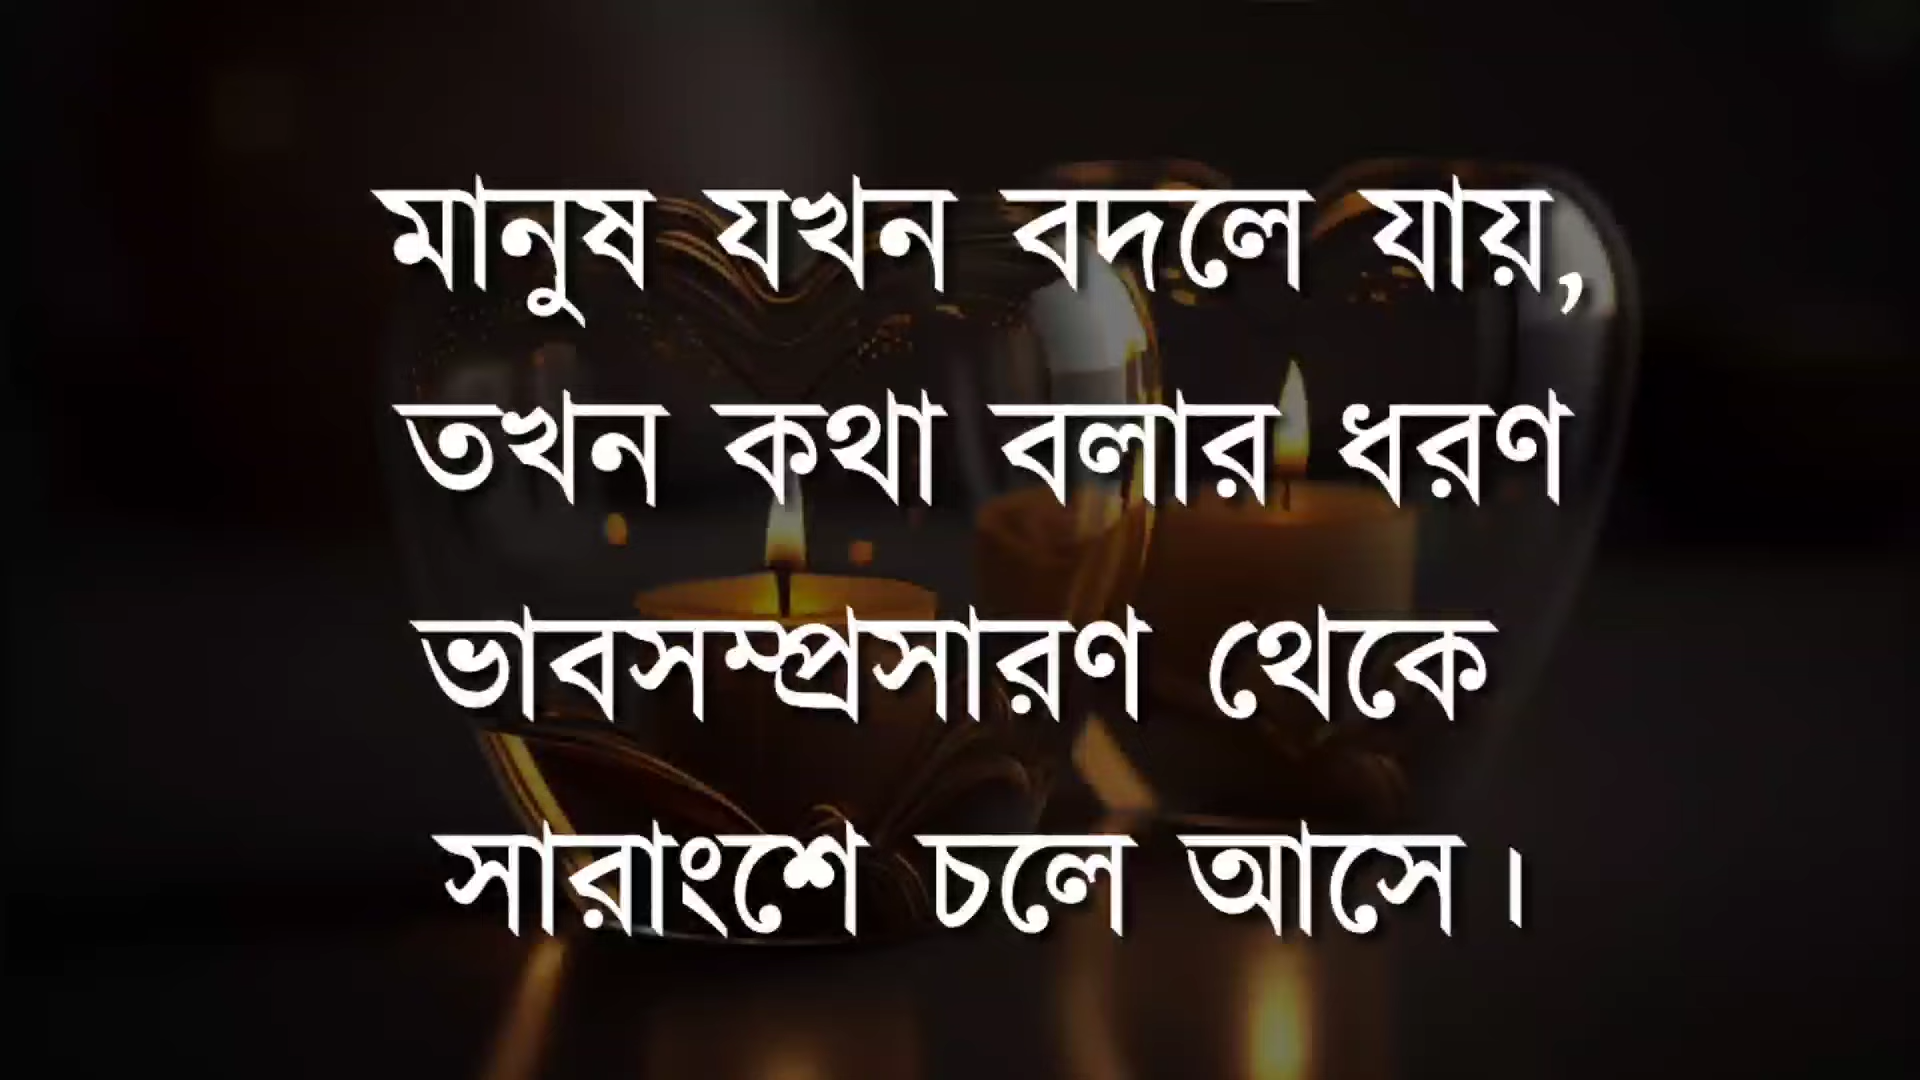 মানুষ যখন বদলে যায়,
তখন কথা বলার ধরণ
ভাবসম্প্রসারণ থেকে
সারাংশে চলে আসে।